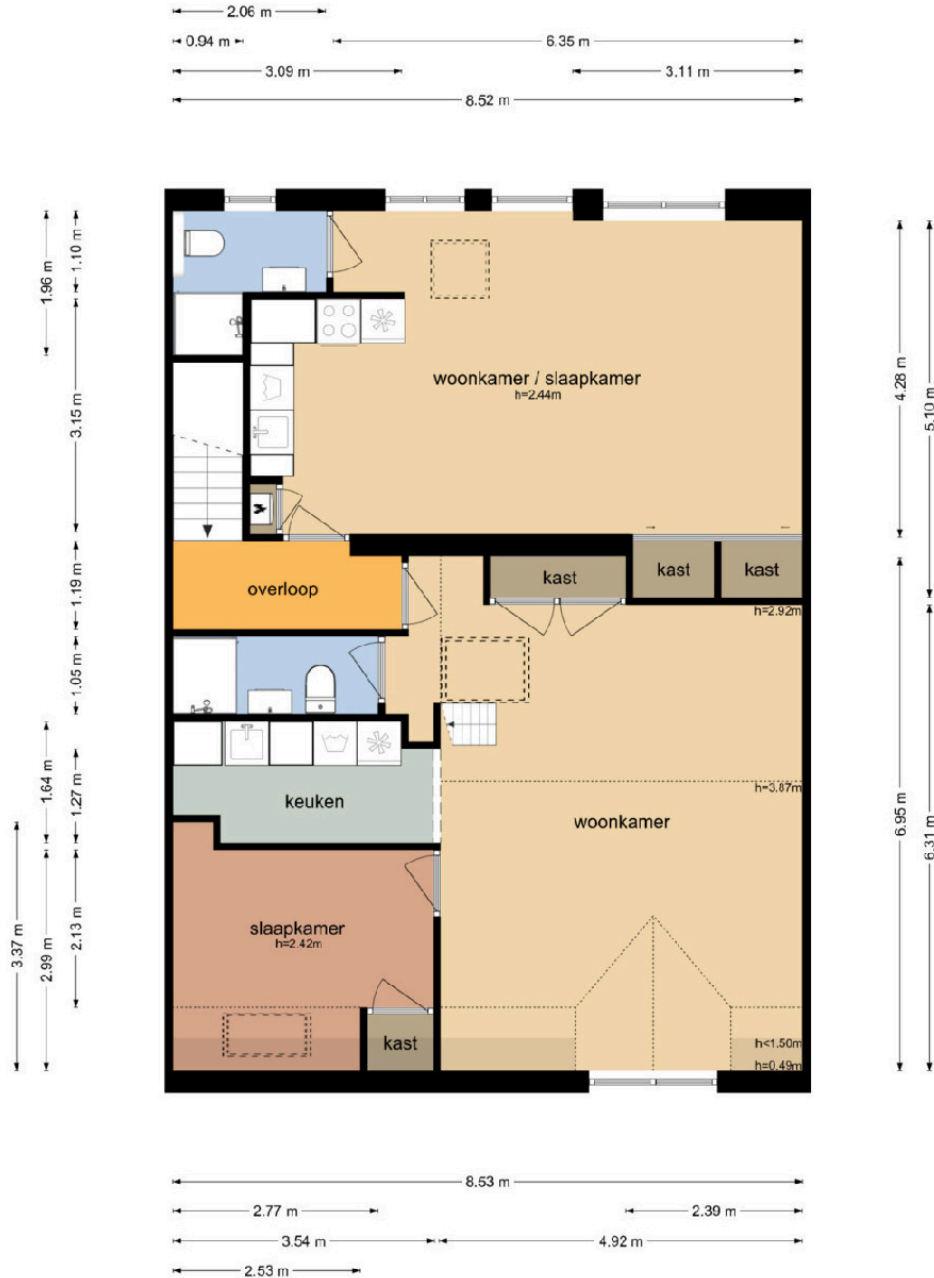 2.06 m
0.94 m
6.35 m
3.09 m
3.11 m
8.52 m
1.96 m
1.10 m
3.15 m
1.19 m
1.05 m
1.64 m
1.27 m
3.37 m
2.99 m
2.13 m
woonkamer / slaapkamer
h=2.44m
overloop
kast
kast
kast
h=2.92m
h=3.87m
keuken
woonkamer
slaapkamer
h=2.42m
kast
h<1.50m
h=0.49m
4.28 m
5.10 m
6.95 m
6.31 m
8.53 m
2.77 m
2.39 m
3.54 m
4.92 m
2.53 m